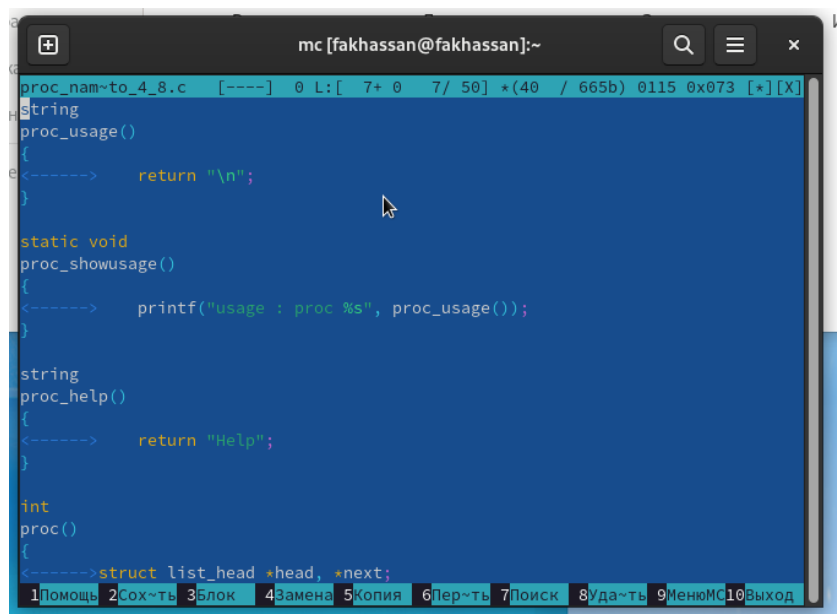 mc [fakhassan@fakhassan]:~
proc_nam~to_4_8.c [----] 0 L:[ 7+ 0 7/ 50] *(40 / 665b) 0115 0x073 [*][X]
string
proc_usage()
{
<------> return "\n";
}
static void
proc_showusage()
{
<------> printf("usage : proc %s", proc_usage());
}
string
proc_help()
{
<------> return "Help";
}
int
proc()
{
<------>struct list_head *head, *next;
1Помощь 2Сох~ть 3Блок 4Замена 5Копия 6Пер~ть 7Поиск 8Уда~ть 9МенюMC 10Выход